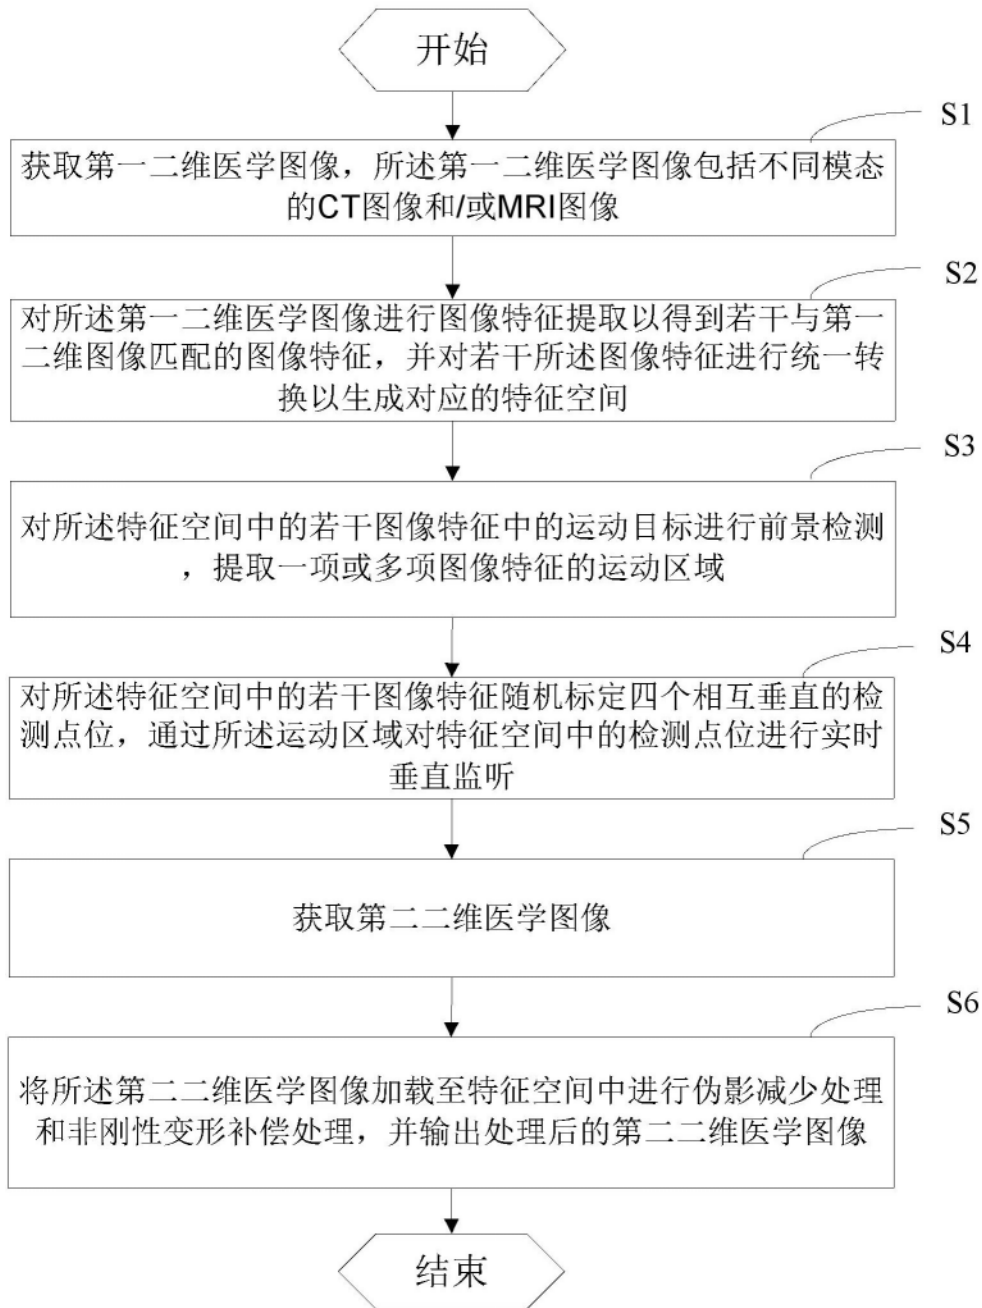 开始
S1
获取第一二维医学图像，所述第一二维医学图像包括不同模态
的CT图像和/或MRI图像
S2
对所述第一二维医学图像进行图像特征提取以得到若干与第一
二维图像匹配的图像特征，并对若干所述图像特征进行统一转
换以生成对应的特征空间
S3
对所述特征空间中的若干图像特征中的运动目标进行前景检测
，提取一项或多项图像特征的运动区域
S4
对所述特征空间中的若干图像特征随机标定四个相互垂直的检
测点位，通过所述运动区域对特征空间中的检测点位进行实时
垂直监听
S5
获取第二二维医学图像
S6
将所述第二二维医学图像加载至特征空间中进行伪影减少处理
和非刚性变形补偿处理，并输出处理后的第二二维医学图像
结束